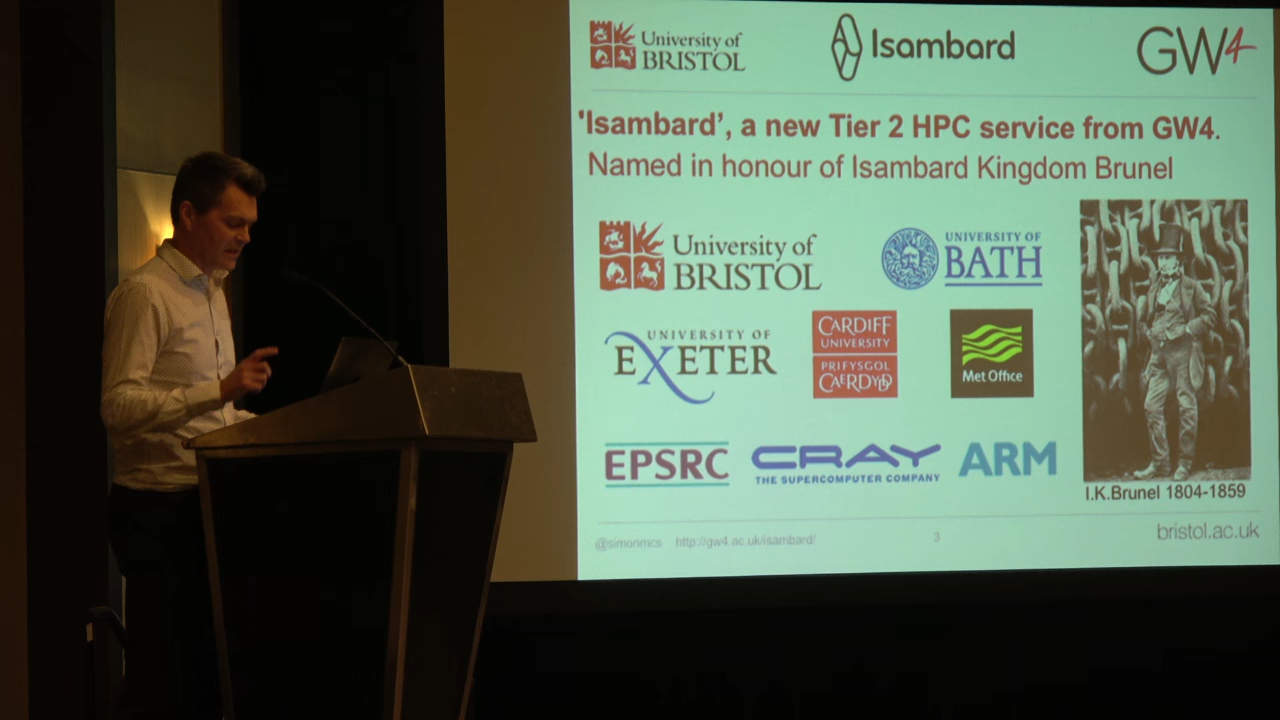 University of
BRISTOL
Isambard
GW4
'Isambard', a new Tier 2 HPC service from GW4.
Named in honour of Isambard Kingdom Brunel
University of
BRISTOL
UNIVERSITY OF
BATH
UNIVERSITY OF
EXETER
CARDIFF
UNIVERSITY
PRIFYSGOL
CAERDYD
Met Office
EPSRC
CRAY
THE SUPERCOMPUTER COMPANY
ARM
I.K.Brunel 1804-1859
@simonmcs http://gw4.ac.uk/isambard/
3
bristol.ac.uk